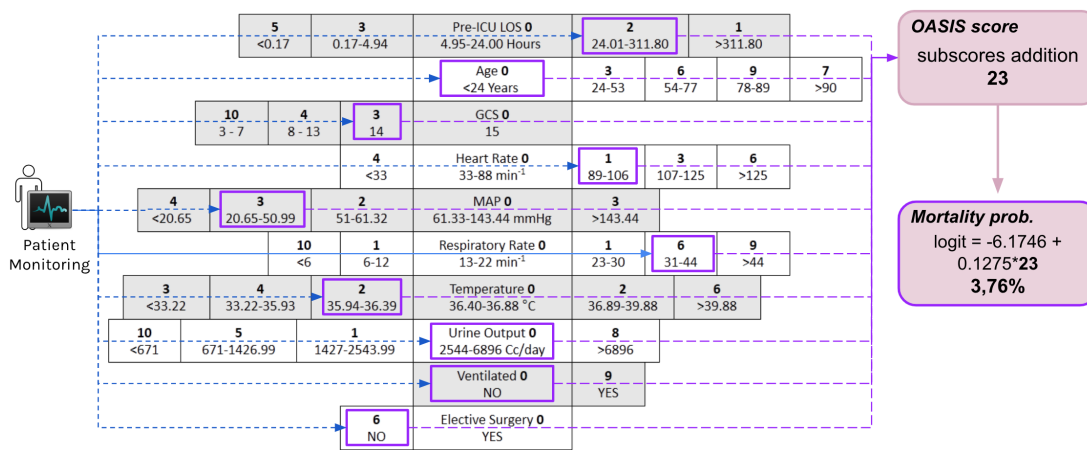 5 3 Pre-ICU LOS 0 2 1
<0.17 0.17-4.94 4.95-24.00 Hours 24.01-311.80 >311.80
Age 0 3 6 9 7
<24 Years 24-53 54-77 78-89 >90
10 4 3 GCS 0
3 - 7 8 - 13 14 15
4 Heart Rate 0 1 3 6
<33 33-88 min⁻¹ 89-106 107-125 >125
4 3 2 MAP 0 3
<20.65 20.65-50.99 51-61.32 61.33-143.44 mmHg >143.44
10 1 Respiratory Rate 0 1 6 9
<6 6-12 13-22 min⁻¹ 23-30 31-44 >44
3 4 2 Temperature 0 2 6
<33.22 33.22-35.93 35.94-36.39 36.40-36.88 °C 36.89-39.88 >39.88
10 5 1 Urine Output 0 8
<671 671-1426.99 1427-2543.99 2544-6896 Cc/day >6896
Ventilated 0 9
NO YES
6 Elective Surgery 0
NO YES
Patient
Monitoring
OASIS score
subscores addition
23
Mortality prob.
logit = -6.1746 +
0.1275*23
3,76%